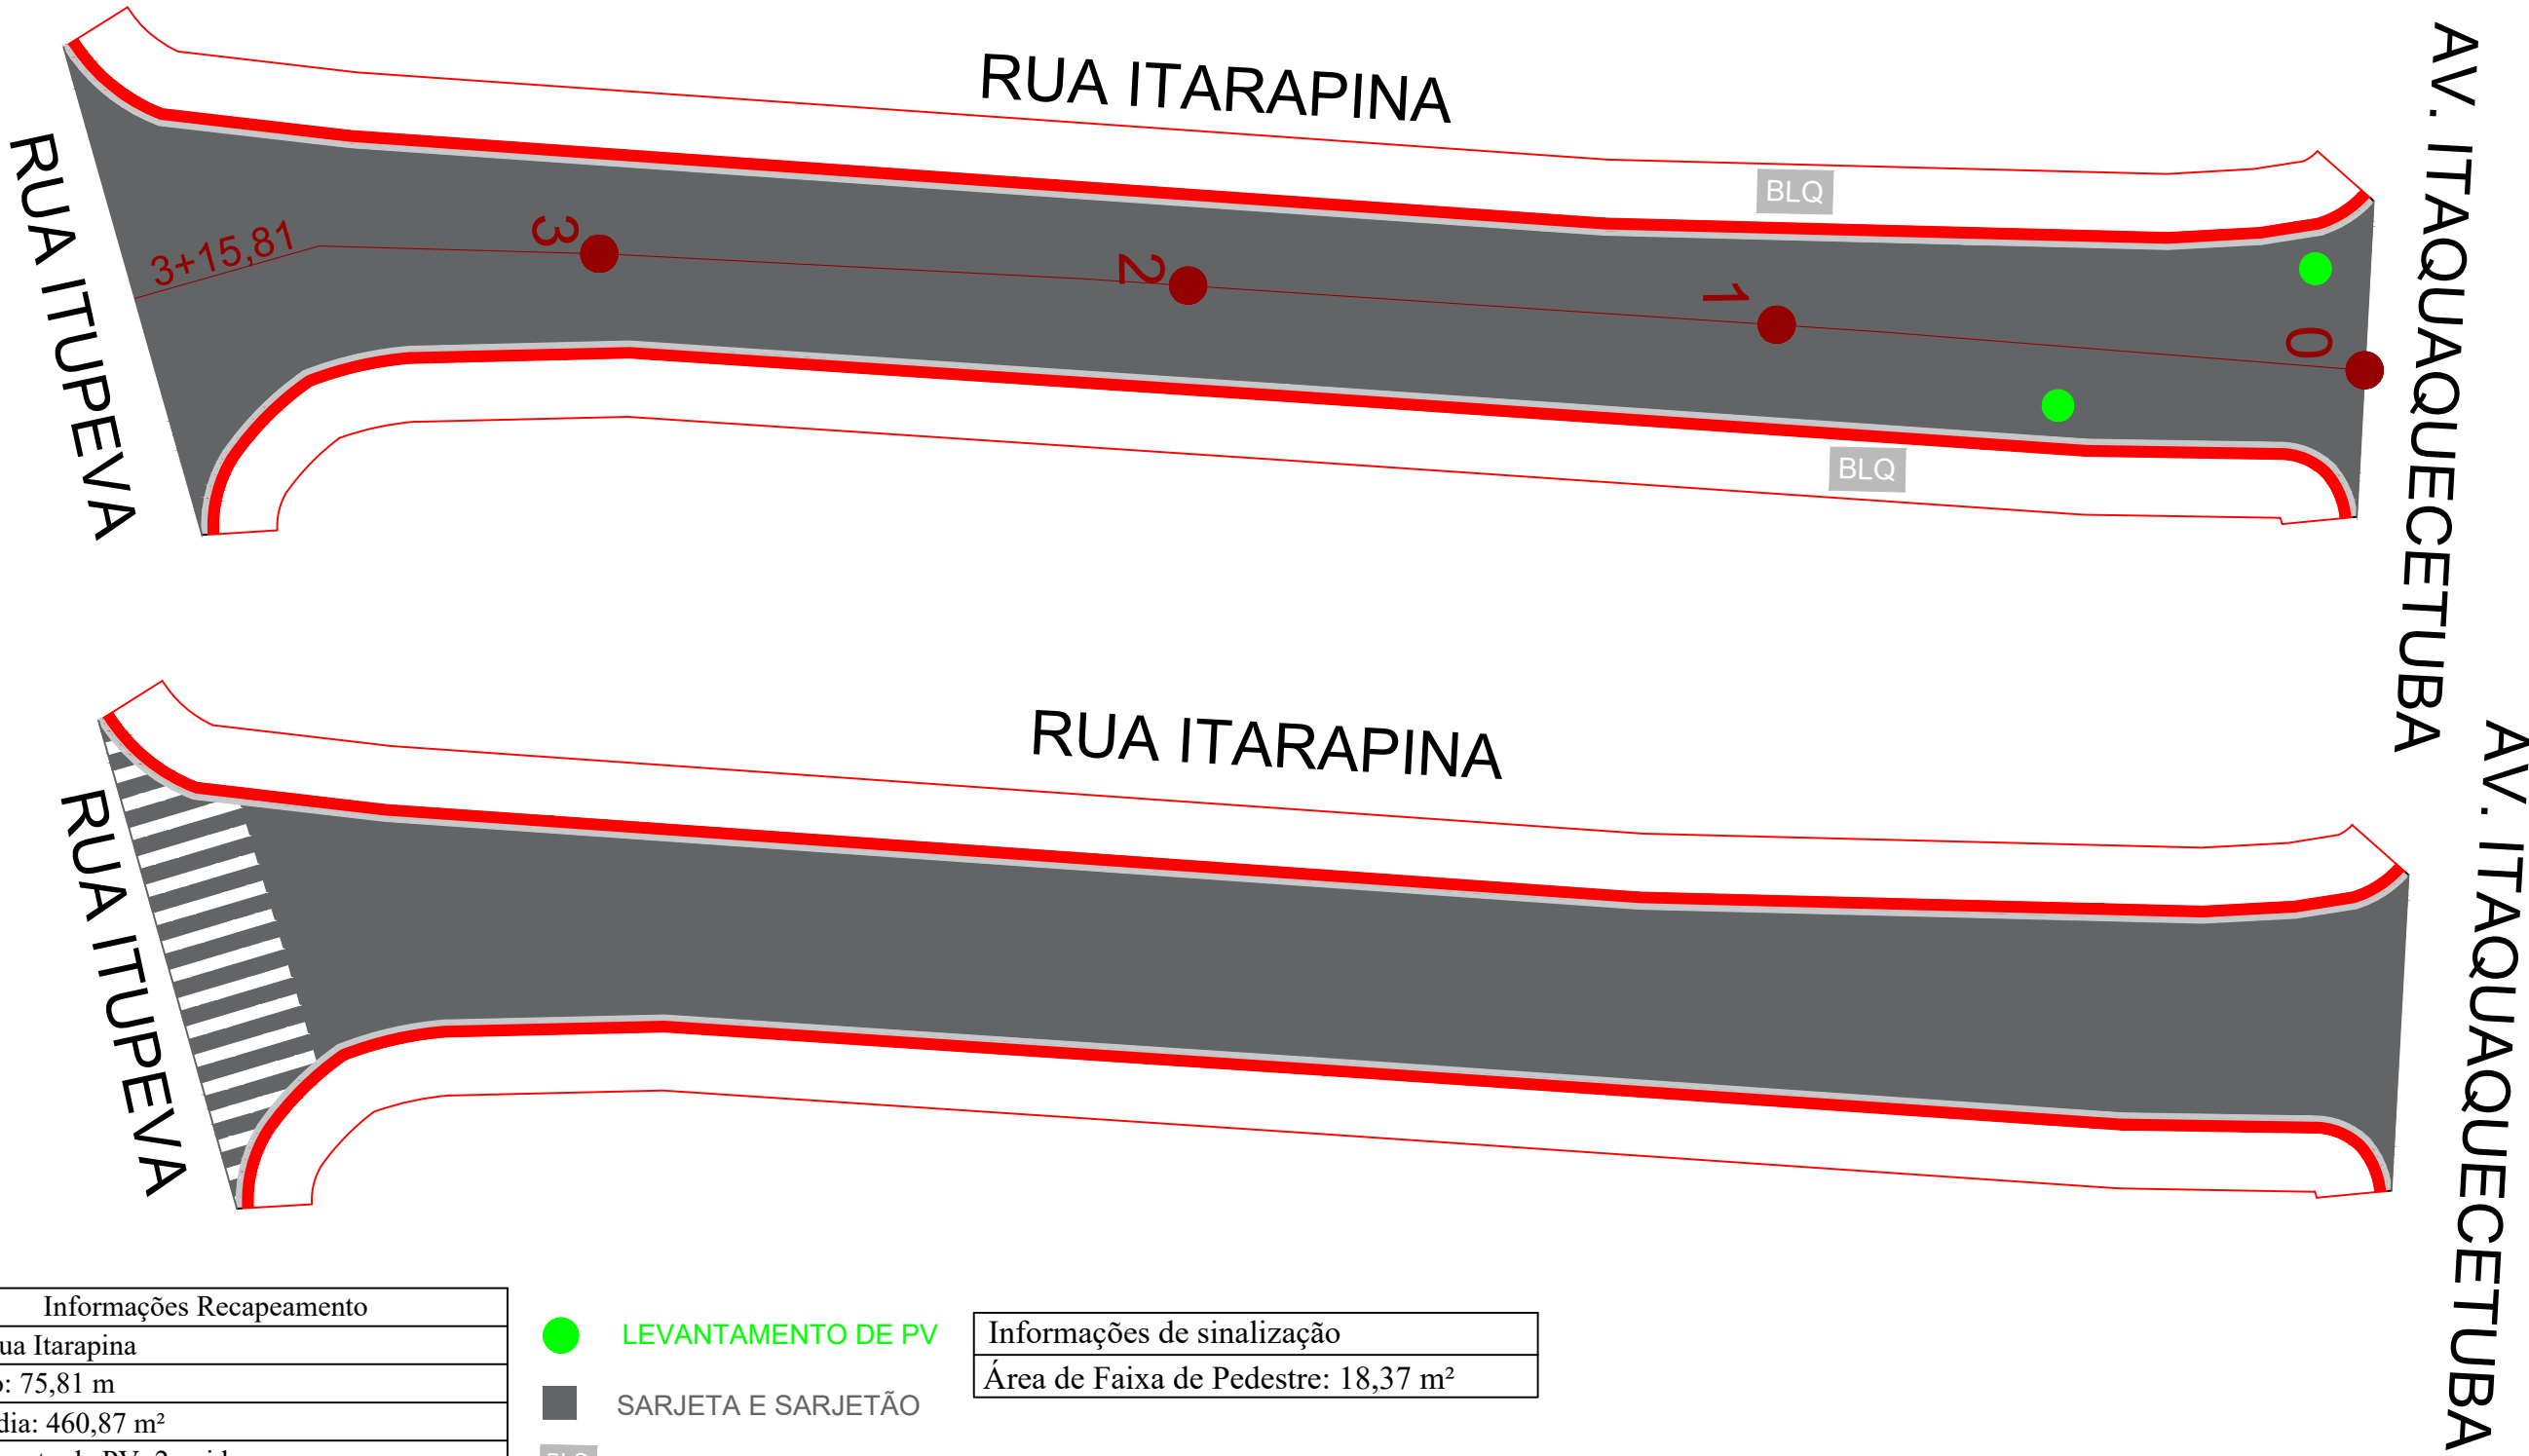 RUA ITARAPINA
AV. ITAQUAQUECETUBA
RUA ITUPEVA
3+15,81
3
2
1
0
BLQ
BLQ
RUA ITARAPINA
AV. ITAQUAQUECETUBA
RUA ITUPEVA
Informações Recapeamento
ua Itarapina
: 75,81 m
dia: 460,87 m²
LEVANTAMENTO DE PV
SARJETA E SARJETÃO
Informações de sinalização
Área de Faixa de Pedestre: 18,37 m²